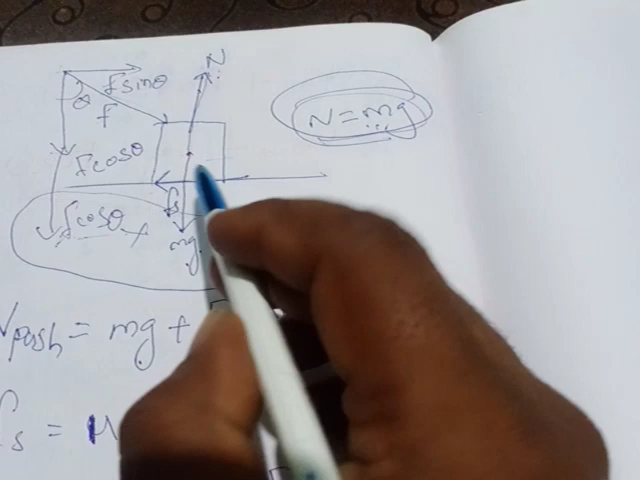 N
fsinθ
θ
f
N = mg
fcosθ
fs
fcosθ +
mg
Npush = mg +
fs = μ